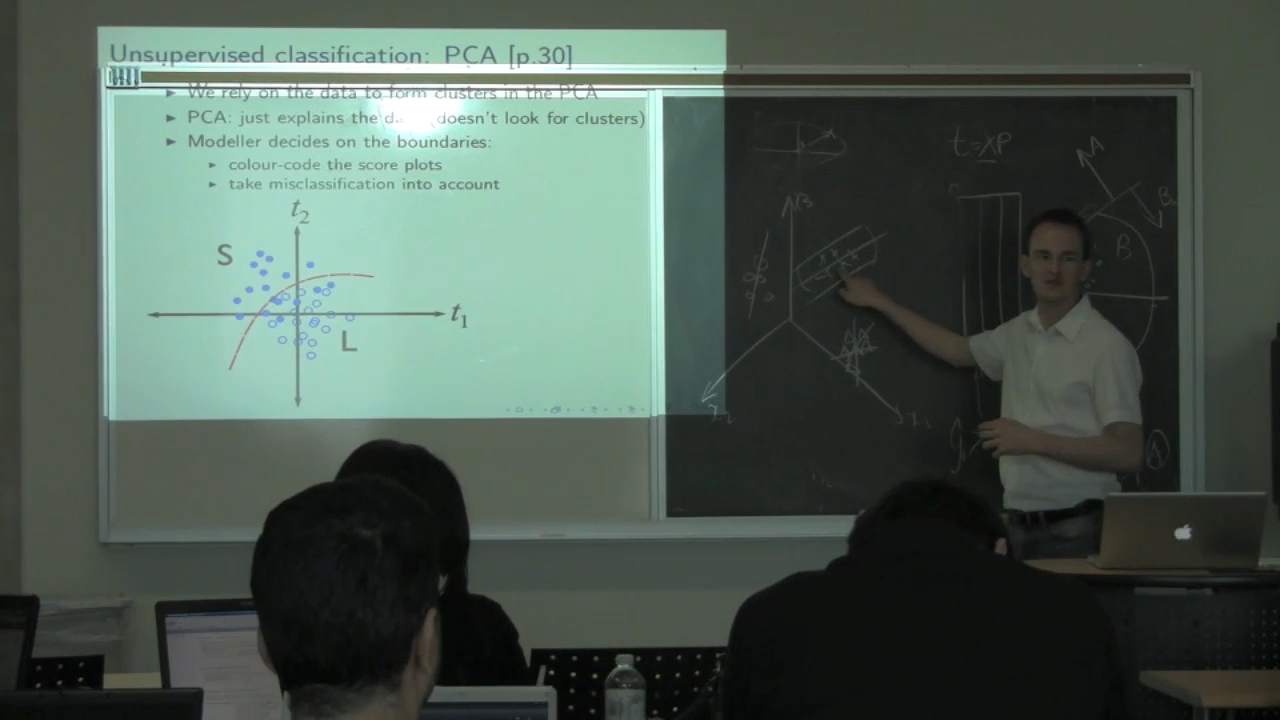 Unsupervised classification: PCA [p.30]
► We rely on the data to form clusters in the PCA
► PCA: just explains the (doesn't look for clusters)
► Modeller decides on the boundaries:
► colour-code the score plots
► take misclassification into account
t₂
S
t₁
L
t=XP
A
B
x3